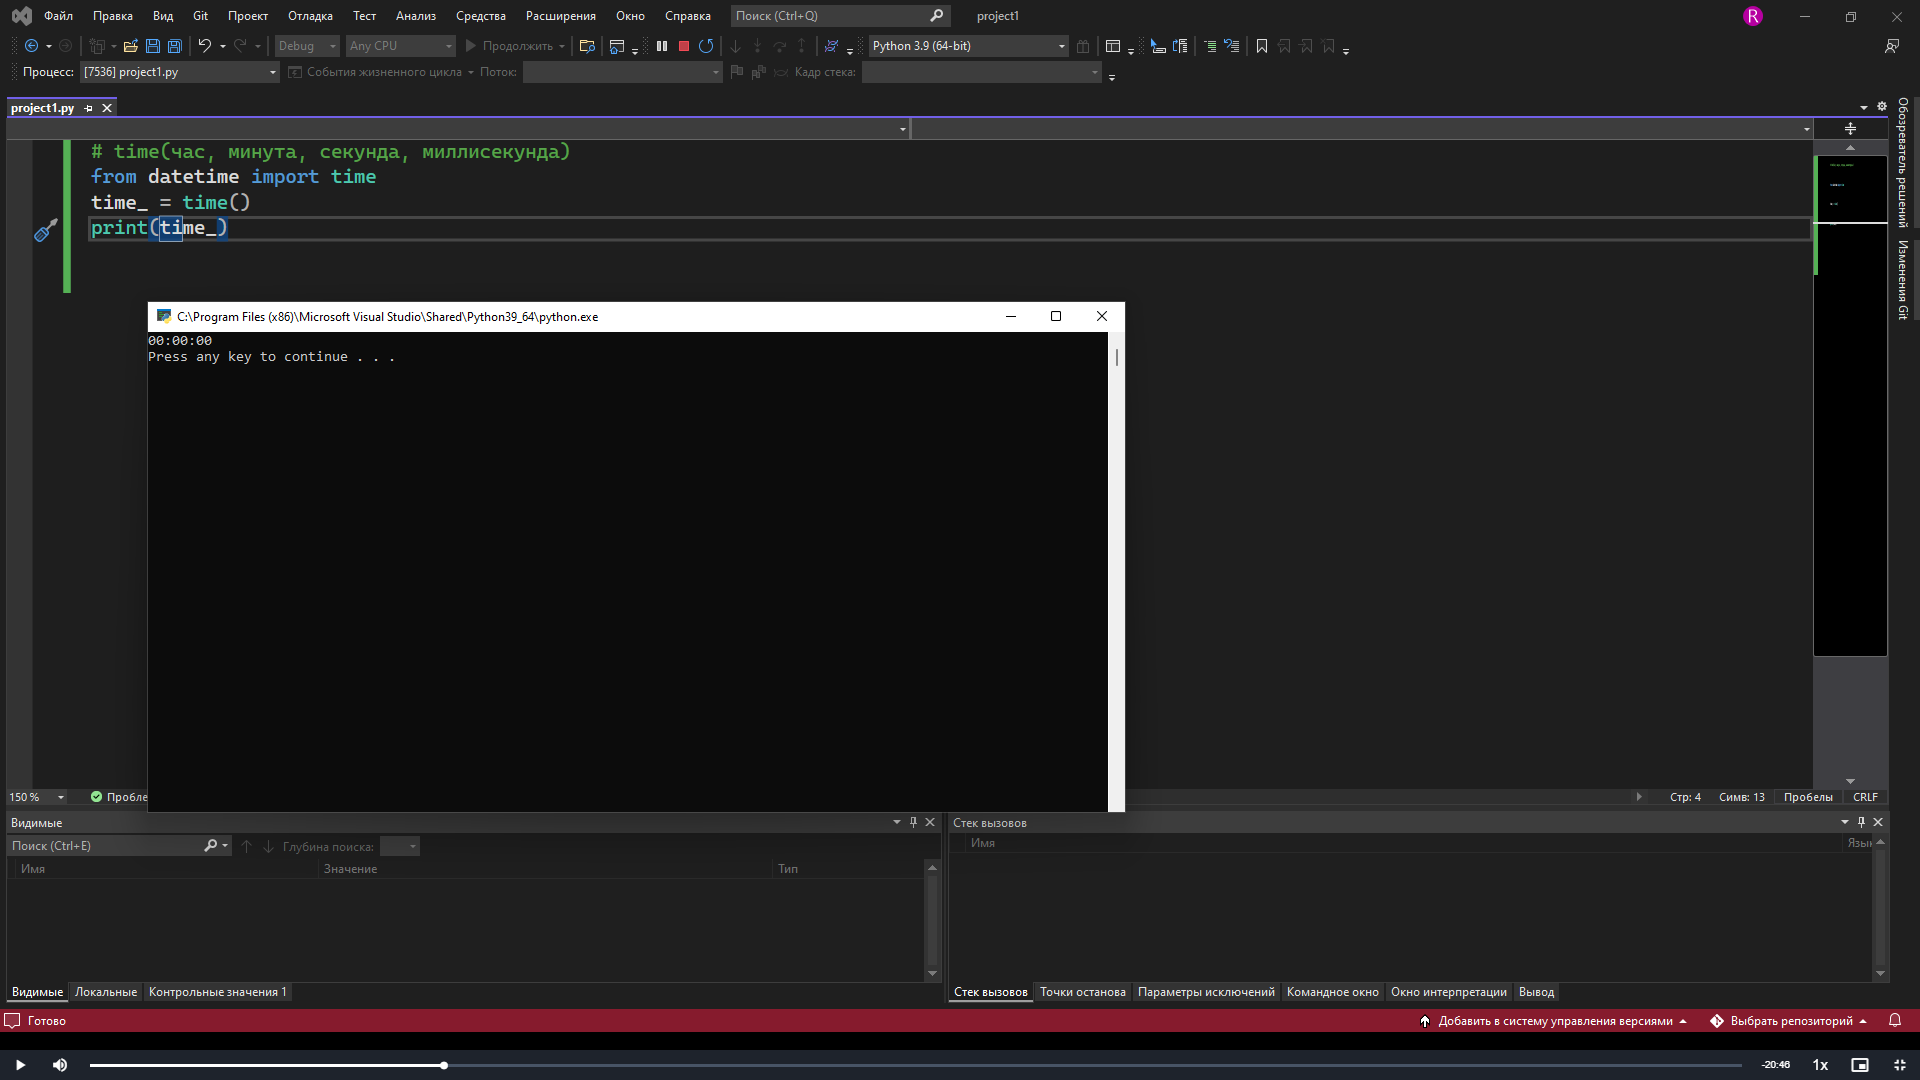 Файл Правка Вид Git Проект Отладка Тест Анализ Средства Расширения Окно Справка Поиск (Ctrl+Q) project1 R
Debug Any CPU Продолжить Python 3.9 (64-bit)
Процесс: [7536] project1.py События жизненного цикла Поток: Кадр стека:
project1.py
# time(час, минута, секунда, миллисекунда)
from datetime import time
time_ = time()
print(time_)
C:\Program Files (x86)\Microsoft Visual Studio\Shared\Python39_64\python.exe
00:00:00
Press any key to continue . . .
Обозреватель решений
Изменения Git
150 % Пробле Стр: 4 Симв: 13 Пробелы CRLF
Видимые
Поиск (Ctrl+E) Глубина поиска:
Имя Значение Тип
Видимые Локальные Контрольные значения 1
Стек вызовов
Имя Язык
Стек вызовов Точки останова Параметры исключений Командное окно Окно интерпретации Вывод
Готово Добавить в систему управления версиями Выбрать репозиторий
-20:46 1x